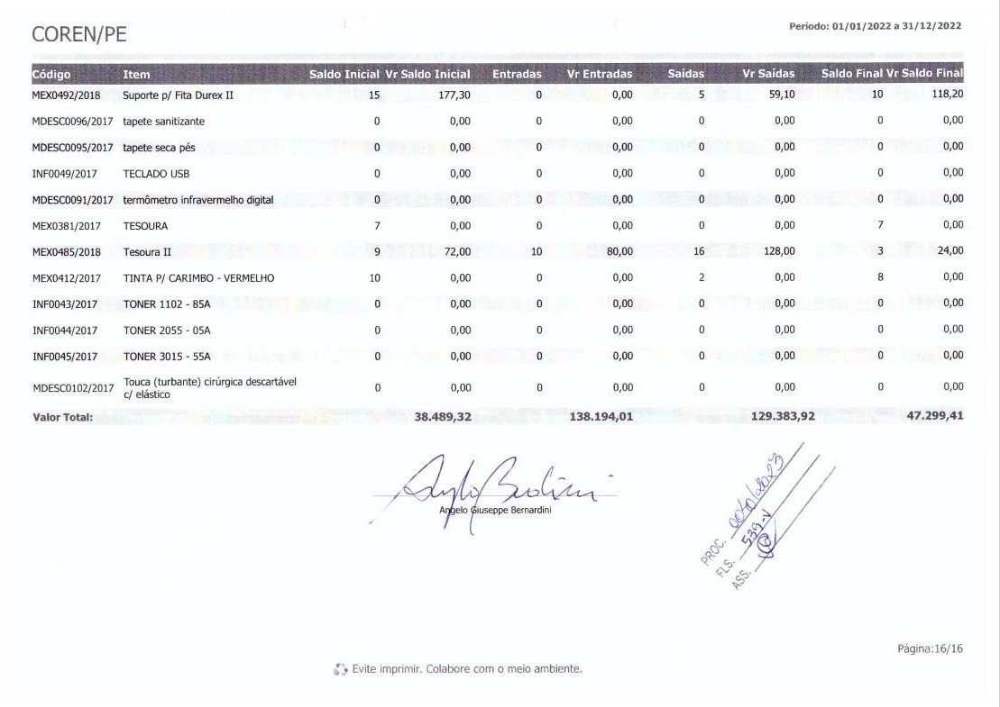 COREN/PE
Período: 01/01/2022 a 31/12/2022
Código Item Saldo Inicial Vr Saldo Inicial Entradas Vr Entradas Saídas Vr Saídas Saldo Final Vr Saldo Final
MEX0492/2018 Suporte p/ Fita Durex II 15 177,30 0 0,00 5 59,10 10 118,20
MDESC0096/2017 tapete sanitizante 0 0,00 0 0,00 0 0,00 0 0,00
MDESC0095/2017 tapete seca pés 0 0,00 0 0,00 0 0,00 0 0,00
INF0049/2017 TECLADO USB 0 0,00 0 0,00 0 0,00 0 0,00
MDESC0091/2017 termômetro infravermelho digital 0 0,00 0 0,00 0 0,00 0 0,00
MEX0381/2017 TESOURA 7 0,00 0 0,00 0 0,00 7 0,00
MEX0485/2018 Tesoura II 9 72,00 10 80,00 16 128,00 3 24,00
MEX0412/2017 TINTA P/ CARIMBO - VERMELHO 10 0,00 0 0,00 2 0,00 8 0,00
INF0043/2017 TONER 1102 - 85A 0 0,00 0 0,00 0 0,00 0 0,00
INF0044/2017 TONER 2055 - 05A 0 0,00 0 0,00 0 0,00 0 0,00
INF0045/2017 TONER 3015 - 55A 0 0,00 0 0,00 0 0,00 0 0,00
MDESC0102/2017 Touca (turbante) cirúrgica descartável 0 0,00 0 0,00 0 0,00 0 0,00
c/ elástico
Valor Total: 38.489,32 138.194,01 129.383,92 47.299,41
Angelo Giuseppe Bernardini
PROC.
FLS. 539-V
ASS.
Página:16/16
Evite imprimir. Colabore com o meio ambiente.